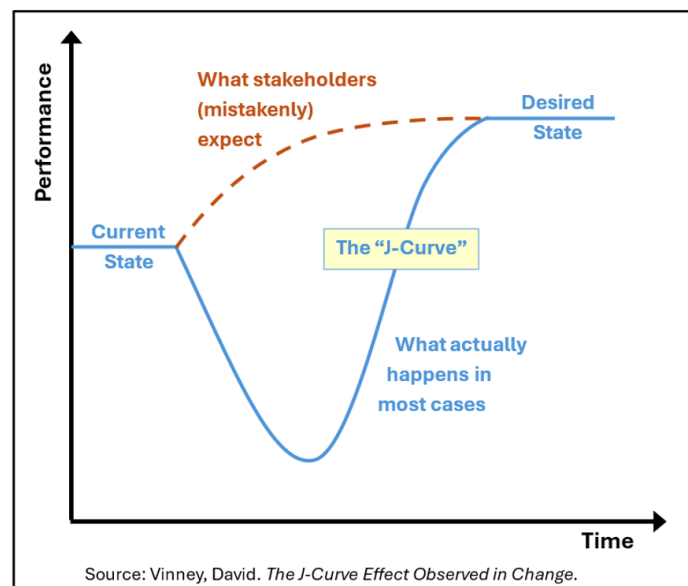 Performance
What stakeholders
(mistakenly)
expect
Desired
State
Current
State
The “J-Curve”
What actually
happens in
most cases
Time
Source: Vinney, David. The J-Curve Effect Observed in Change.